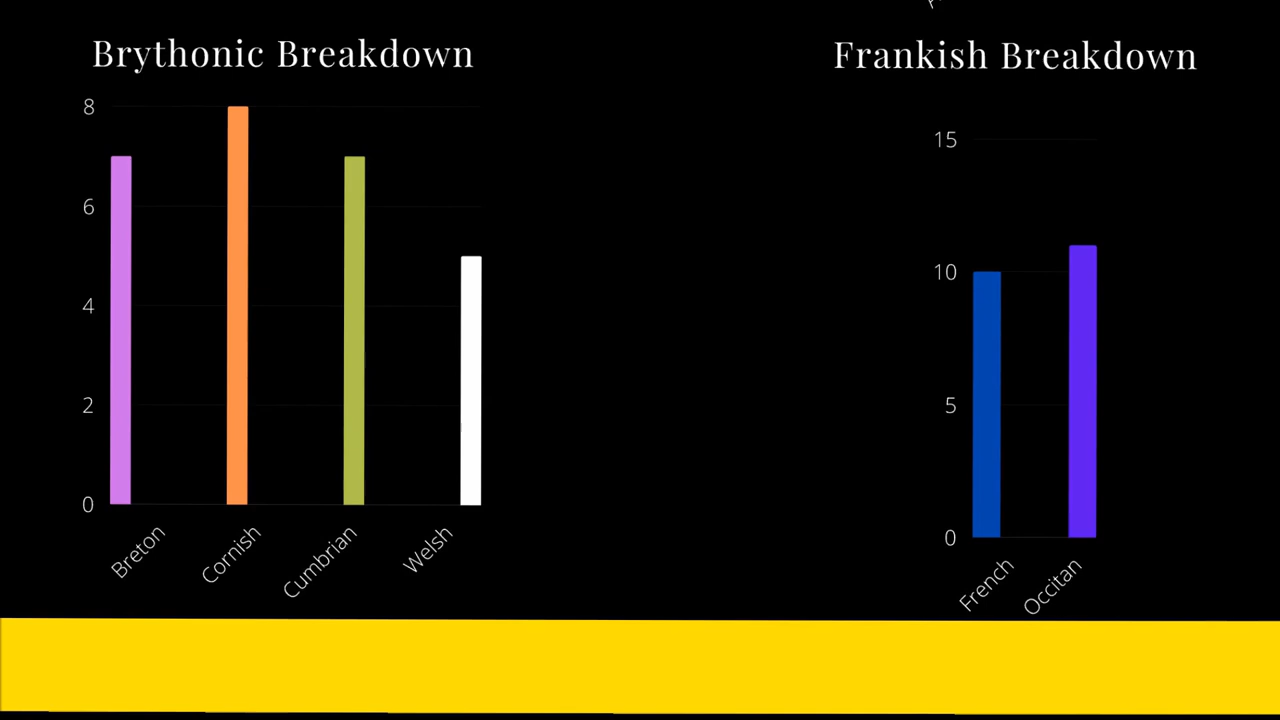 Brythonic Breakdown
8
6
4
2
0
Breton
Cornish
Cumbrian
Welsh
Frankish Breakdown
15
10
5
0
French
Occitan